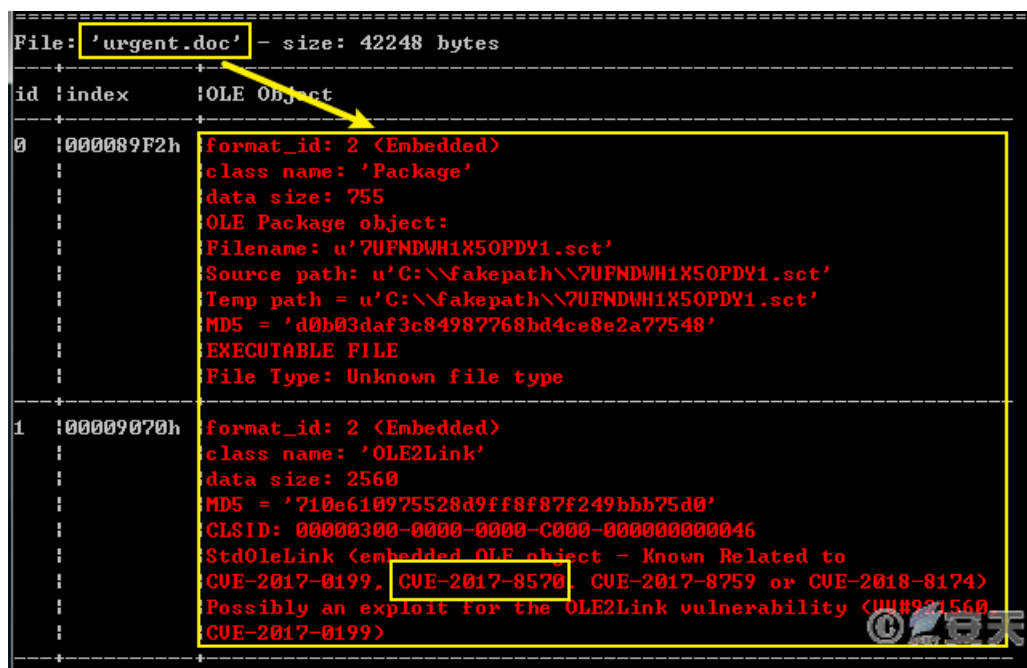 File: 'urgent.doc' - size: 42248 bytes
id |index |OLE Object
0 |000089F2h |format_id: 2 (Embedded)
class name: 'Package'
data size: 755
OLE Package object:
Filename: u'7UFNDWH1X5OPDY1.sct'
Source path: u'C:\\fakepath\\7UFNDWH1X5OPDY1.sct'
Temp path = u'C:\\fakepath\\7UFNDWH1X5OPDY1.sct'
MD5 = 'd0b03daf3c84987768bd4ce8e2a77548'
EXECUTABLE FILE
File Type: Unknown file type
1 |00009070h |format_id: 2 (Embedded)
class name: 'OLE2Link'
data size: 2560
MD5 = '710e610975528d9ff8f87f249bbb75d0'
CLSID: 00000300-0000-0000-C000-000000000046
StdOleLink (embedded OLE object - Known Related to
CVE-2017-0199, CVE-2017-8570, CVE-2017-8759 or CVE-2018-8174)
Possibly an exploit for the OLE2Link vulnerability (VU#921560,
CVE-2017-0199)
©安天